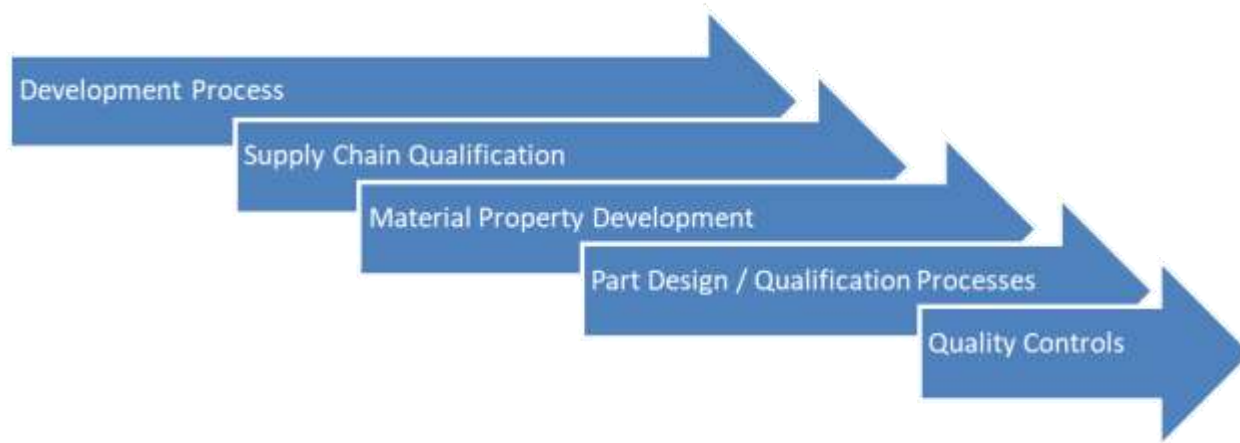 Development Process
Supply Chain Qualification
Material Property Development
Part Design / Qualification Processes
Quality Controls